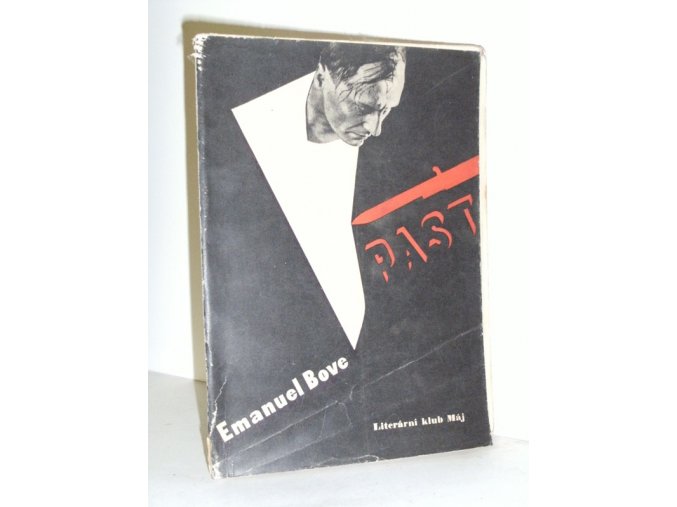 PAST
Emanuel Bove
Literární klub Máj